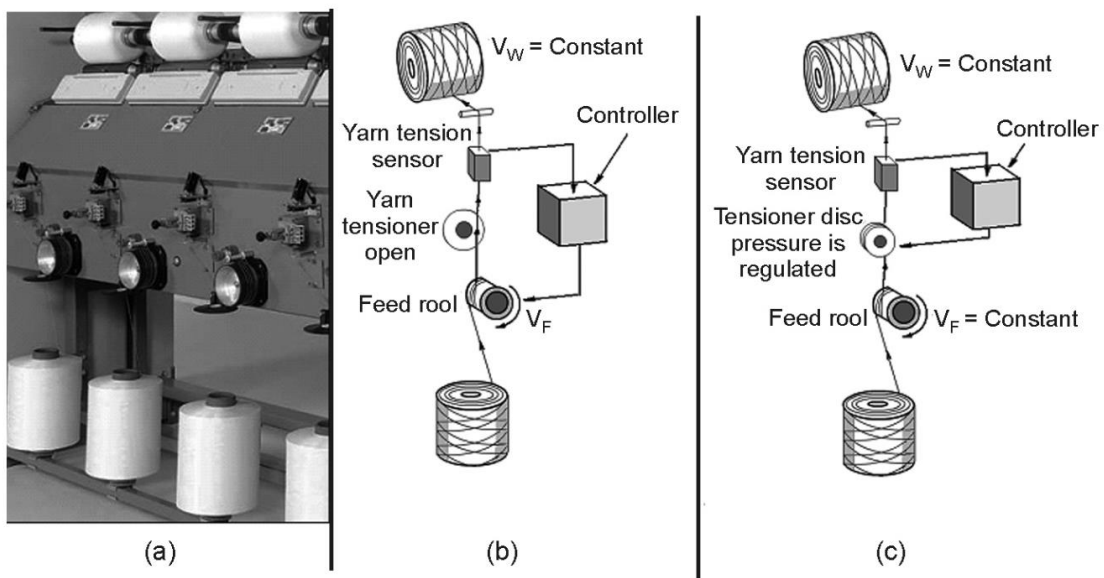 V_W = Constant
Controller
Yarn tension
sensor
Yarn
tensioner
open
Feed rool
V_F
(a)
(b)
V_W = Constant
Controller
Yarn tension
sensor
Tensioner disc
pressure is
regulated
Feed rool
V_F = Constant
(c)